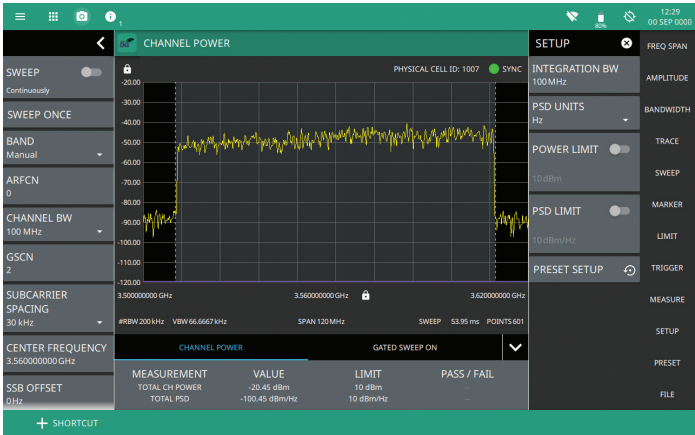 1
80%
12:29
00 SEP 0000
SWEEP
Continuously
SWEEP ONCE
BAND
Manual
ARFCN
0
CHANNEL BW
100 MHz
GSCN
2
SUBCARRIER
SPACING
30 kHz
CENTER FREQUENCY
3.560000000 GHz
SSB OFFSET
0 Hz
5G
CHANNEL POWER
PHYSICAL CELL ID: 1007
SYNC
-20.00
-30.00
-40.00
-50.00
-60.00
-70.00
-80.00
-90.00
-100.00
-110.00
-120.00
3.500000000 GHz
3.560000000 GHz
3.620000000 GHz
#RBW 200 kHz VBW 66.6667 kHz SPAN 120 MHz SWEEP 53.95 ms POINTS 601
CHANNEL POWER
GATED SWEEP ON
MEASUREMENT VALUE LIMIT PASS / FAIL
TOTAL CH POWER -20.45 dBm 10 dBm --
TOTAL PSD -100.45 dBm/Hz 10 dBm/Hz --
SETUP
INTEGRATION BW
100 MHz
PSD UNITS
Hz
POWER LIMIT
10 dBm
PSD LIMIT
10 dBm/Hz
PRESET SETUP
FREQ SPAN
AMPLITUDE
BANDWIDTH
TRACE
SWEEP
MARKER
LIMIT
TRIGGER
MEASURE
SETUP
PRESET
FILE
+ SHORTCUT